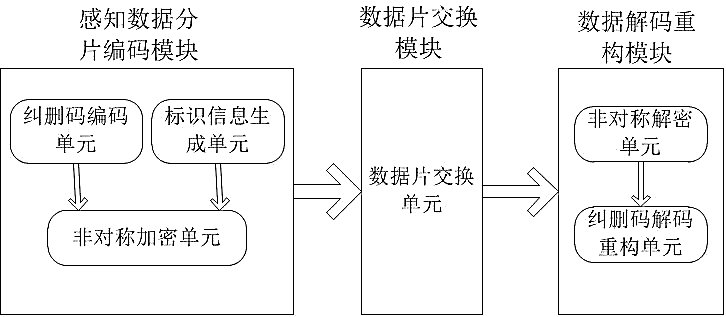 感知数据分
片编码模块
纠删码编码
单元
标识信息生
成单元
非对称加密单元
数据片交换
模块
数据片交换
单元
数据解码重
构模块
非对称解密
单元
纠删码解码
重构单元